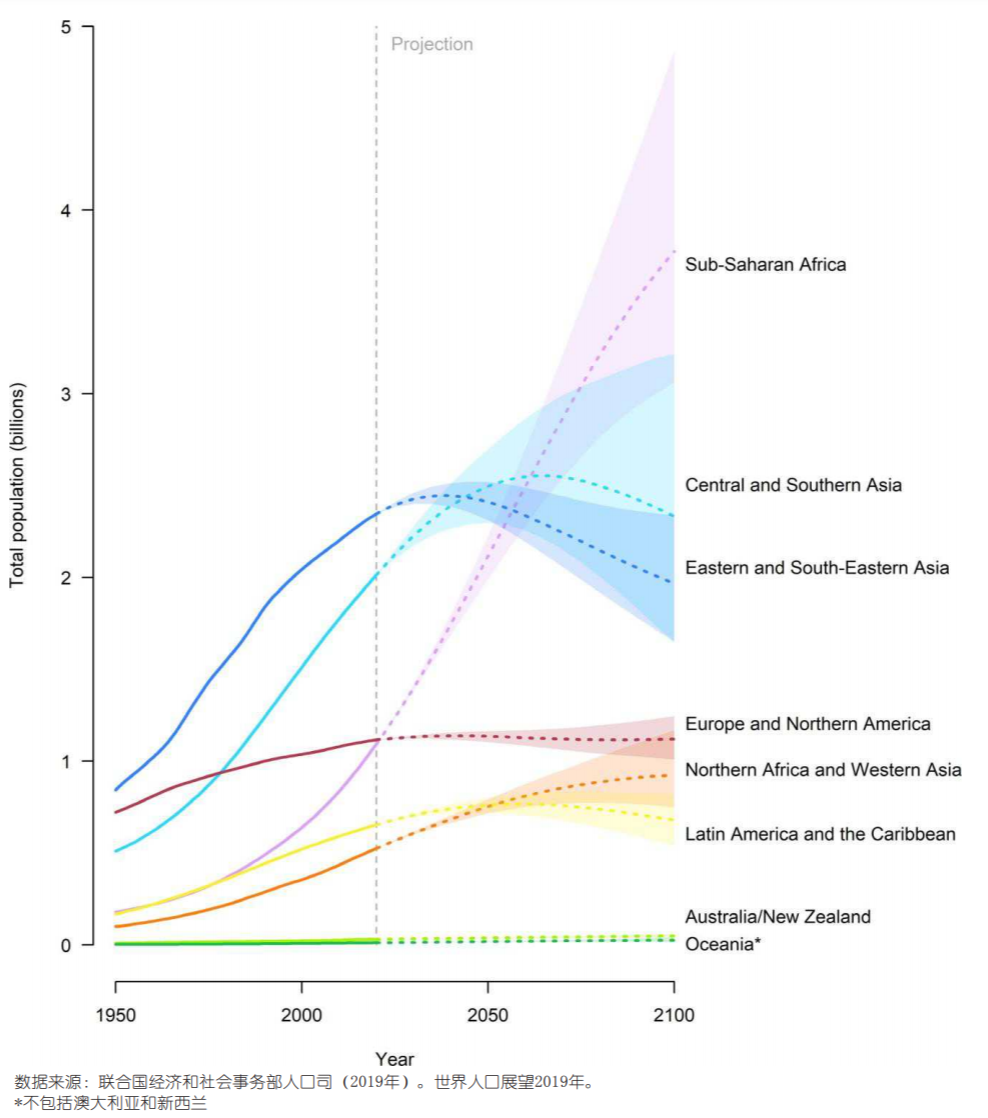 5
Projection
4
Sub-Saharan Africa
3
Total population (billions)
Central and Southern Asia
Eastern and South-Eastern Asia
2
Europe and Northern America
1
Northern Africa and Western Asia
Latin America and the Caribbean
Australia/New Zealand
0
Oceania*
1950 2000 2050 2100
Year
数据来源：联合国经济和社会事务部人□司（2019年）。世界人□展望2019年。
*不包括澳大利亚和新西兰